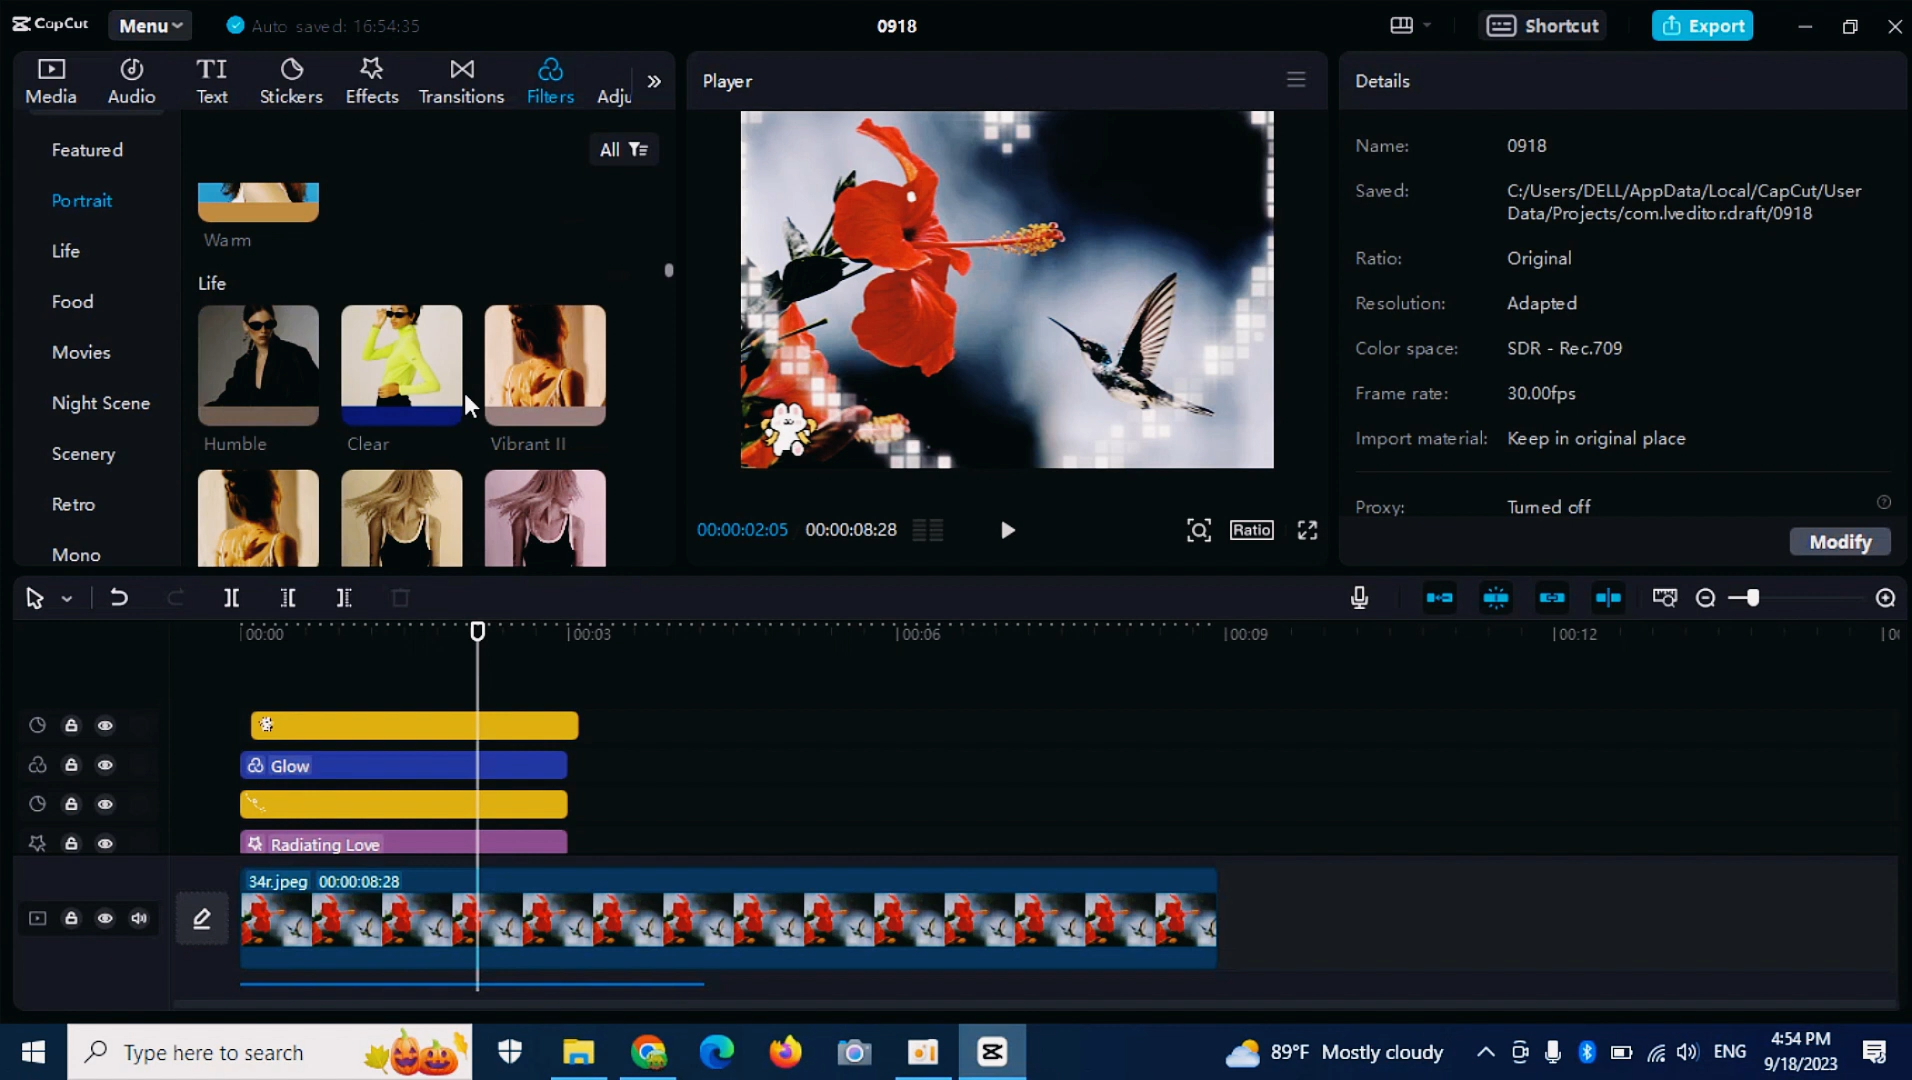 CapCut
Menu
Auto saved: 16:54:35
0918
Shortcut
Export
Media
Audio
TI
Text
Stickers
Effects
Transitions
Filters
Adju
Player
Details
Featured
Portrait
Life
Food
Movies
Night Scene
Scenery
Retro
Mono
All
Warm
Life
Humble
Clear
Vibrant II
Name: 0918
Saved: C:/Users/DELL/AppData/Local/CapCut/User
Data/Projects/com.lveditor.draft/0918
Ratio: Original
Resolution: Adapted
Color space: SDR - Rec.709
Frame rate: 30.00fps
Import material: Keep in original place
Proxy: Turned off
Modify
00:00:02:05 00:00:08:28
Ratio
00:00
00:03
00:06
00:09
00:12
Glow
Radiating Love
34r.jpeg 00:00:08:28
Type here to search
89°F Mostly cloudy
ENG
4:54 PM
9/18/2023